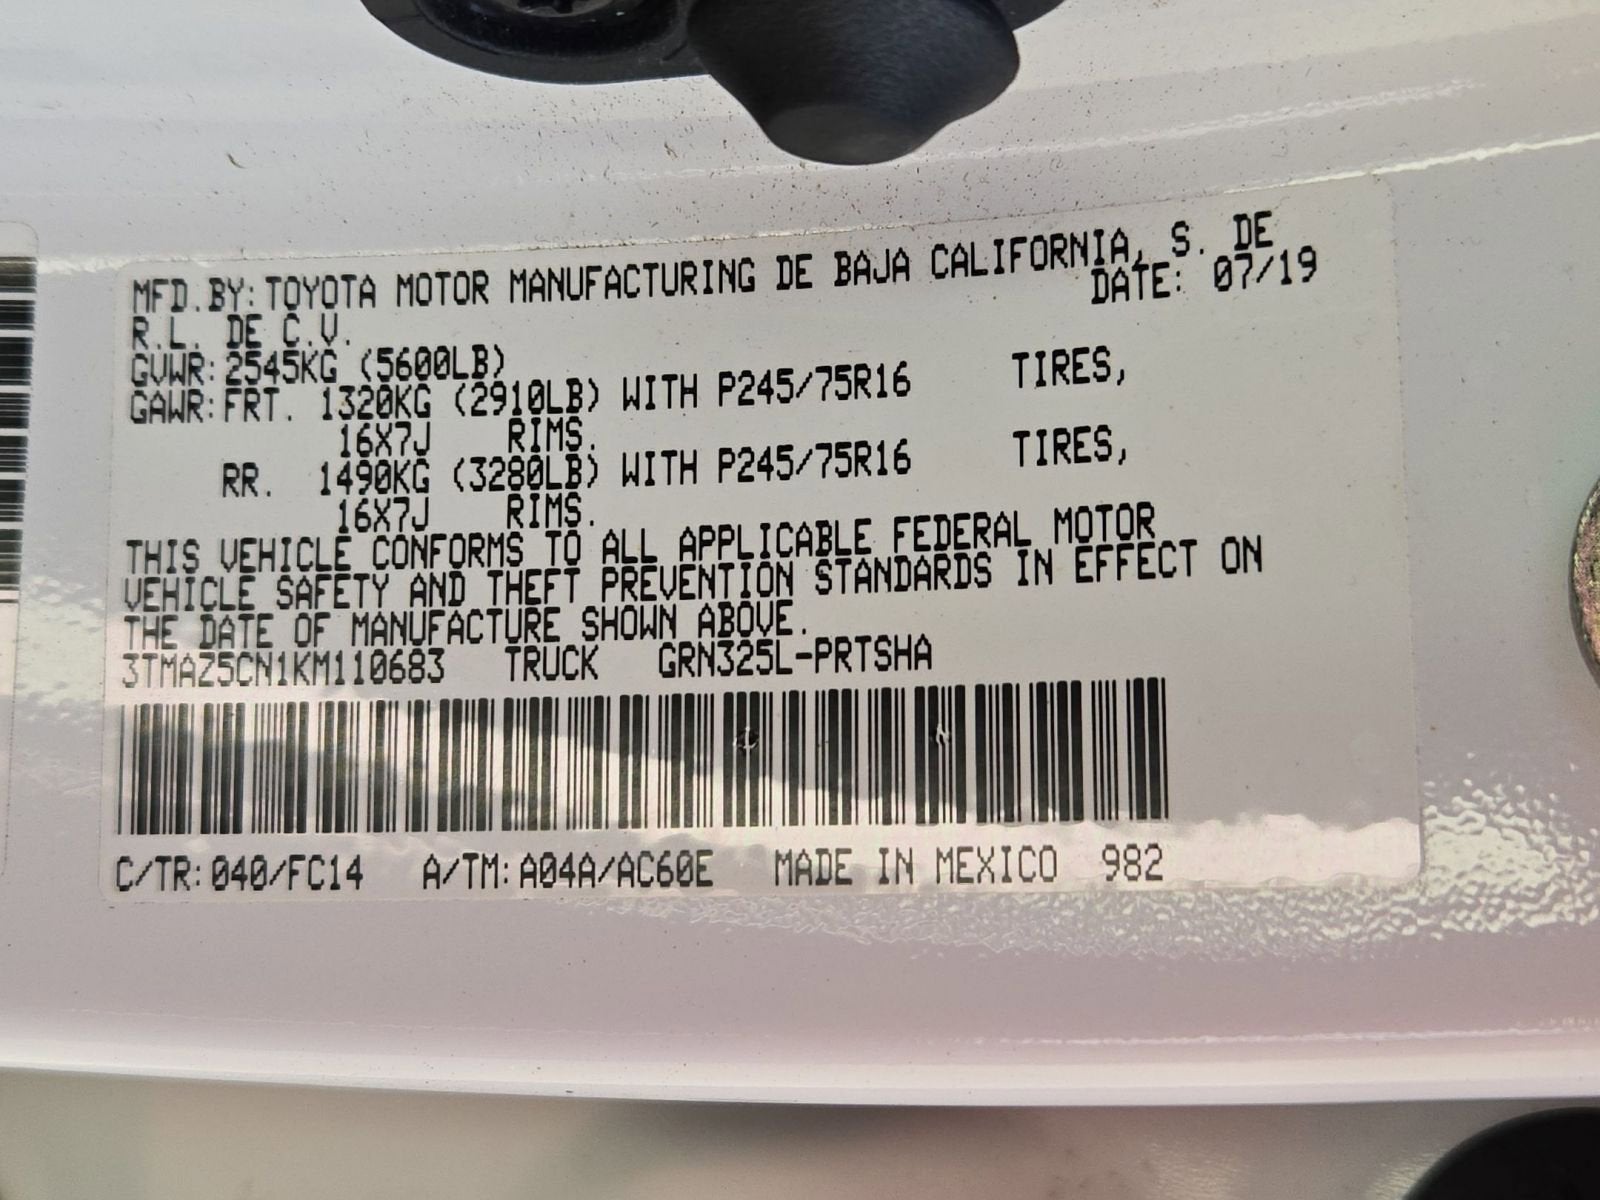 MFD.BY:TOYOTA MOTOR MANUFACTURING DE BAJA CALIFORNIA, S. DE
R.L. DE C.V. DATE: 07/19
GVWR:2545KG (5600LB)
GAWR:FRT. 1320KG (2910LB) WITH P245/75R16 TIRES,
16X7J RIMS.
RR. 1490KG (3280LB) WITH P245/75R16 TIRES,
16X7J RIMS.
THIS VEHICLE CONFORMS TO ALL APPLICABLE FEDERAL MOTOR
VEHICLE SAFETY AND THEFT PREVENTION STANDARDS IN EFFECT ON
THE DATE OF MANUFACTURE SHOWN ABOVE.
3TMAZ5CN1KM110683 TRUCK GRN325L-PRTSHA
C/TR:040/FC14 A/TM:A04A/AC60E MADE IN MEXICO 982